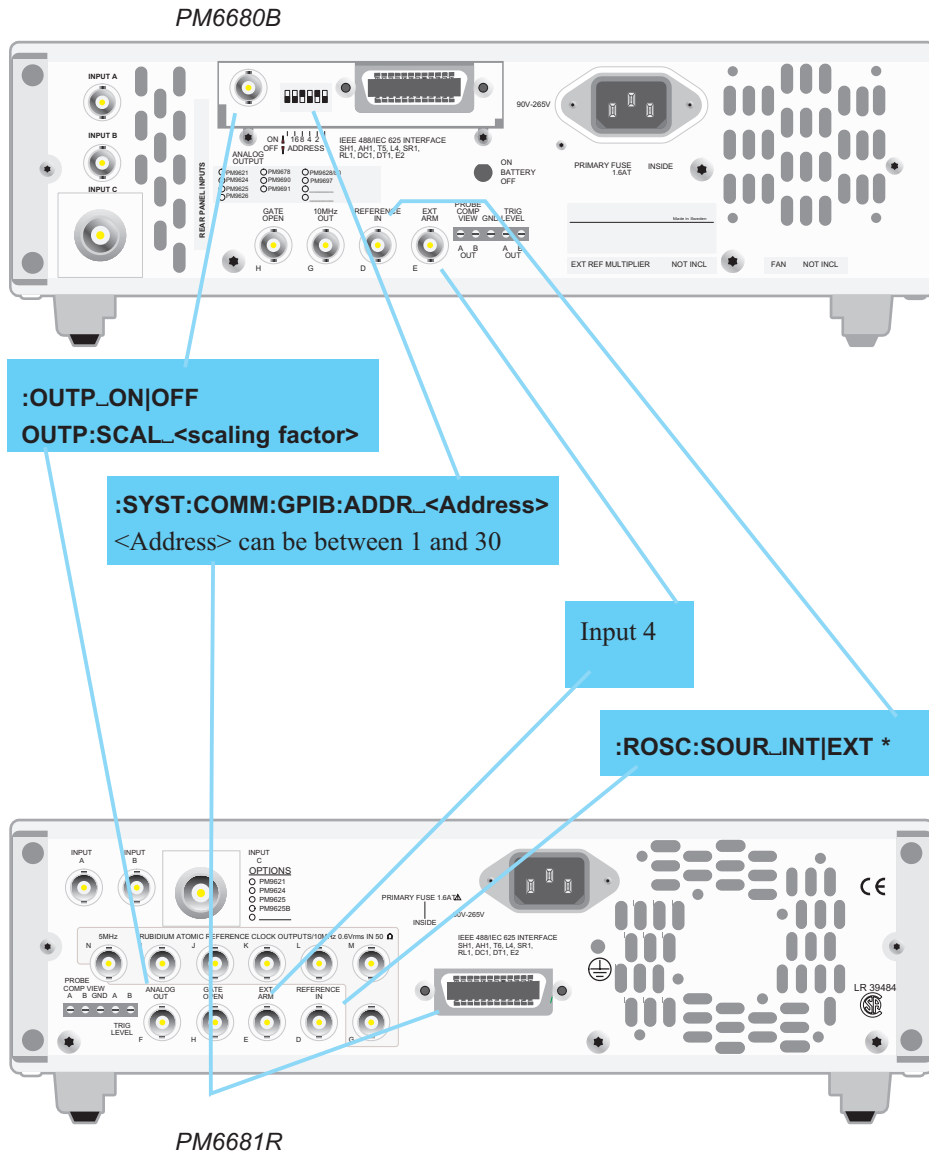 PM6680B
INPUT A
INPUT B
INPUT C
REAR PANEL INPUTS
ON
OFF
16 8 4 2 1
ADDRESS
ANALOG
OUTPUT
IEEE 488/IEC 625 INTERFACE
SH1, AH1, T5, L4, SR1,
RL1, DC1, DT1, E2
PM9621
PM9624
PM9625
PM9626
PM9678
PM9690
PM9691
PM9697
ON
BATTERY
OFF
90V-265V
PRIMARY FUSE
1.6AT
INSIDE
Made in Sweden
EXT REF MULTIPLIER NOT INCL
FAN NOT INCL
GATE
OPEN
H
10MHz
OUT
G
REFERENCE
IN
D
EXT
ARM
E
PROBE
COMP
VIEW GND
TRIG
LEVEL
A B
OUT
A B
OUT
:OUTP⎵ON|OFF
OUTP:SCAL⎵<scaling factor>
:SYST:COMM:GPIB:ADDR⎵<Address>
<Address> can be between 1 and 30
Input 4
:ROSC:SOUR⎵INT|EXT *
INPUT
A
INPUT
B
INPUT
C
OPTIONS
PM9621
PM9624
PM9625
PM9625B
PRIMARY FUSE 1.6AT
INSIDE
90V-265V
5MHz
RUBIDIUM ATOMIC REFERENCE CLOCK OUTPUTS/10MHz 0.6Vrms IN 50 Ω
N J K L M
IEEE 488/IEC 625 INTERFACE
SH1, AH1, T6, L4, SR1,
RL1, DC1, DT1, E2
PROBE
COMP VIEW
A B GND A B
TRIG
LEVEL
ANALOG
OUT
F
GATE
OPEN
H
EXT
ARM
E
REFERENCE
IN
D
G
CE
LR 39484
PM6681R